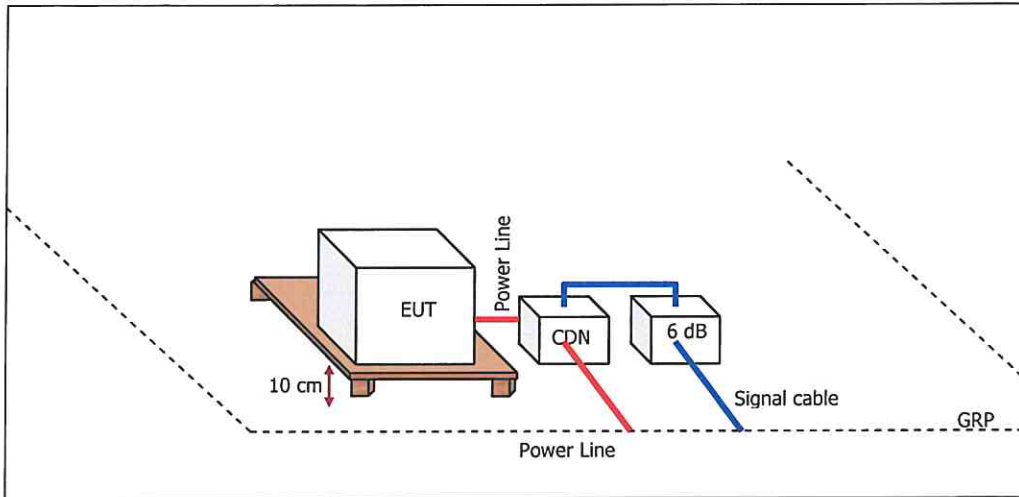 Power Line
EUT
CDN
6 dB
10 cm
Signal cable
GRP
Power Line